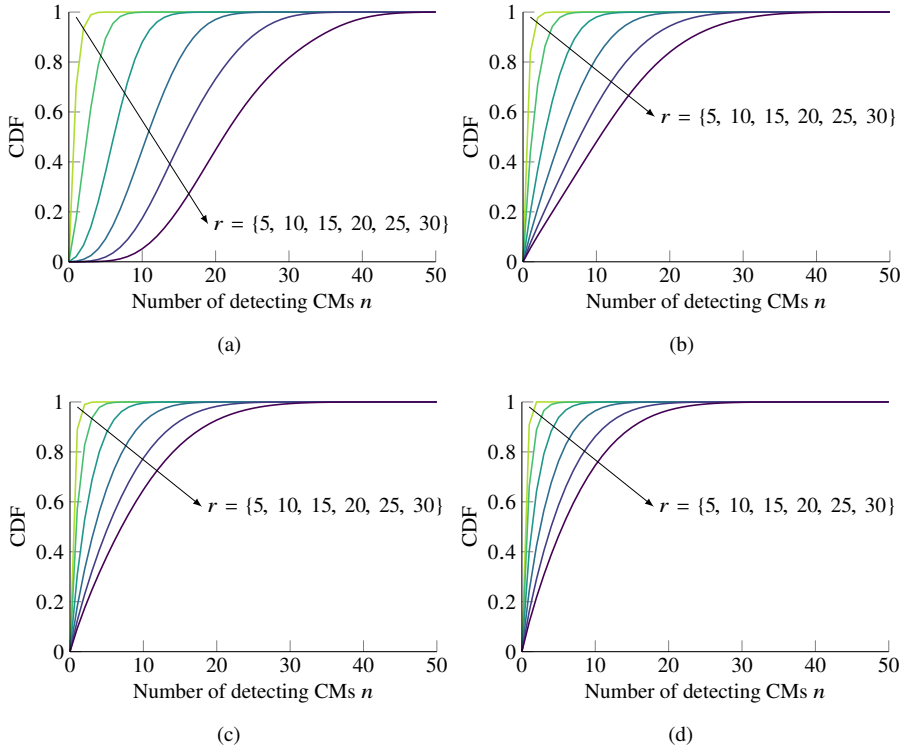 1
0.8
0.6
0.4
0.2
0
CDF
r = {5, 10, 15, 20, 25, 30}
0 10 20 30 40 50
Number of detecting CMs n
(a)
1
0.8
0.6
0.4
0.2
0
CDF
r = {5, 10, 15, 20, 25, 30}
0 10 20 30 40 50
Number of detecting CMs n
(b)
1
0.8
0.6
0.4
0.2
0
CDF
r = {5, 10, 15, 20, 25, 30}
0 10 20 30 40 50
Number of detecting CMs n
(c)
1
0.8
0.6
0.4
0.2
0
CDF
r = {5, 10, 15, 20, 25, 30}
0 10 20 30 40 50
Number of detecting CMs n
(d)